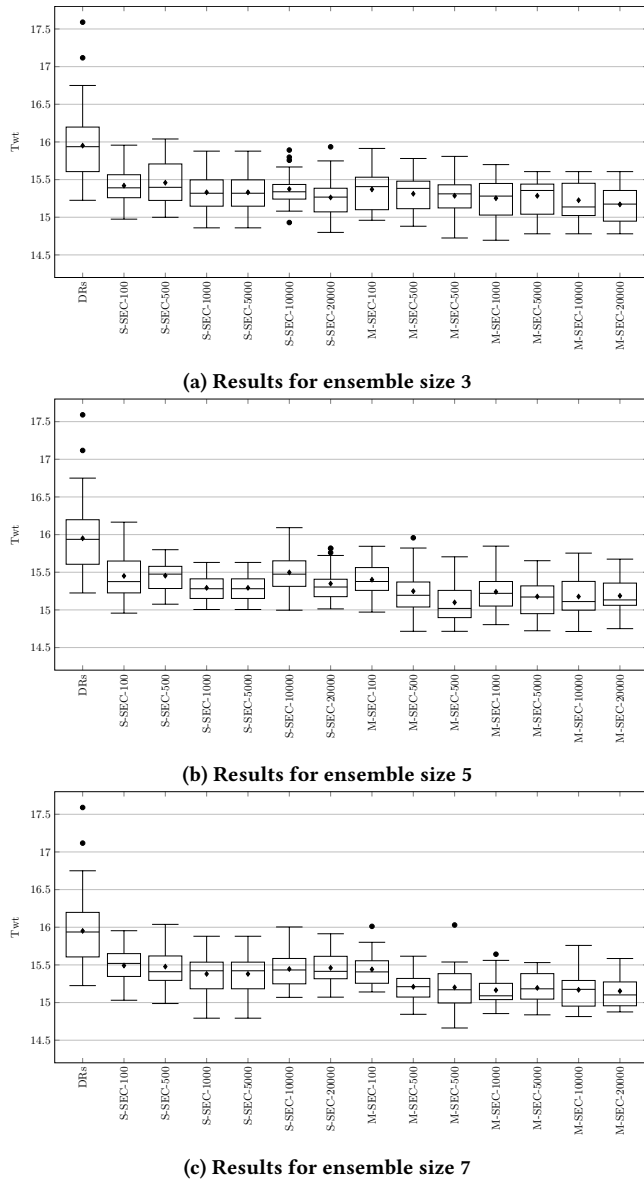 17.5
17
16.5
16
15.5
15
14.5
Twt
DRs
S-SEC-100
S-SEC-500
S-SEC-1000
S-SEC-5000
S-SEC-10000
S-SEC-20000
M-SEC-100
M-SEC-500
M-SEC-500
M-SEC-1000
M-SEC-5000
M-SEC-10000
M-SEC-20000
(a) Results for ensemble size 3
17.5
17
16.5
16
15.5
15
14.5
Twt
DRs
S-SEC-100
S-SEC-500
S-SEC-1000
S-SEC-5000
S-SEC-10000
S-SEC-20000
M-SEC-100
M-SEC-500
M-SEC-500
M-SEC-1000
M-SEC-5000
M-SEC-10000
M-SEC-20000
(b) Results for ensemble size 5
17.5
17
16.5
16
15.5
15
14.5
Twt
DRs
S-SEC-100
S-SEC-500
S-SEC-1000
S-SEC-5000
S-SEC-10000
S-SEC-20000
M-SEC-100
M-SEC-500
M-SEC-500
M-SEC-1000
M-SEC-5000
M-SEC-10000
M-SEC-20000
(c) Results for ensemble size 7